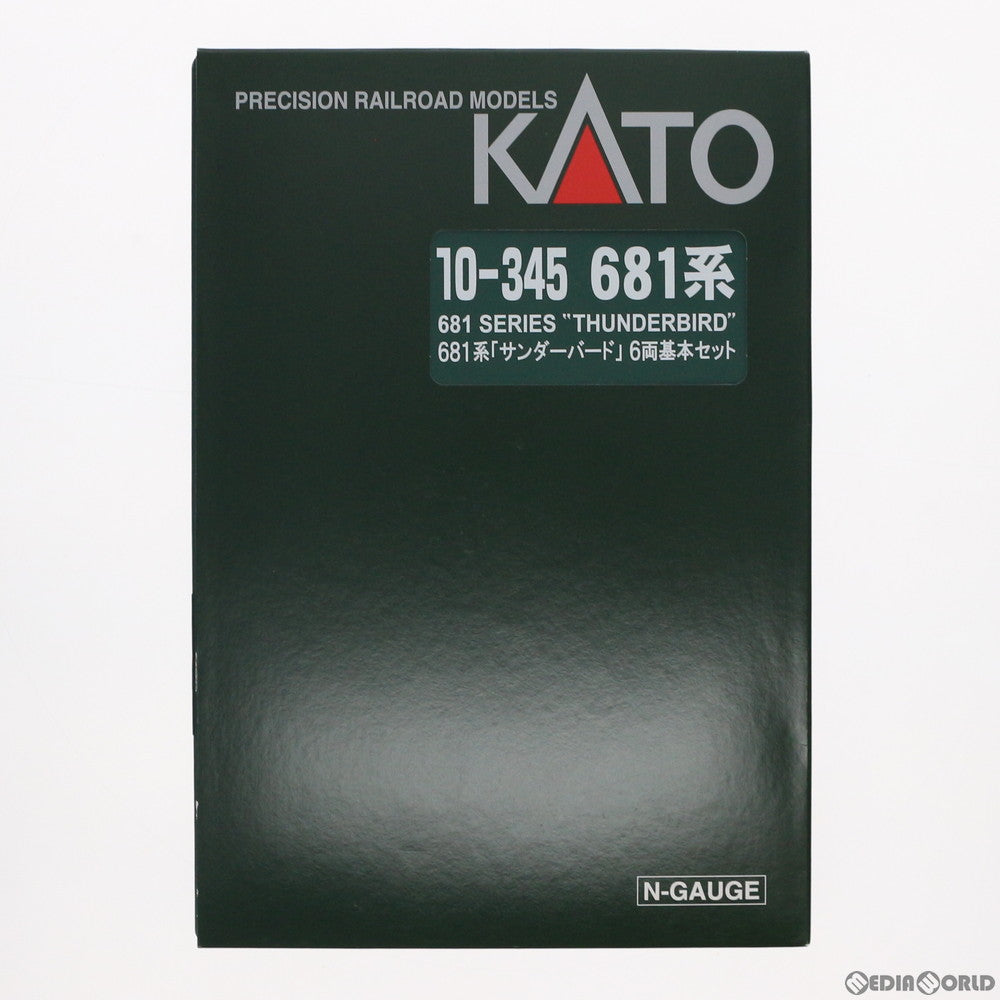 PRECISION RAILROAD MODELS
KATO
10-345 681系
681 SERIES "THUNDERBIRD"
681系「サンダーバード」6両基本セット
N-GAUGE
MEDIAWORLD